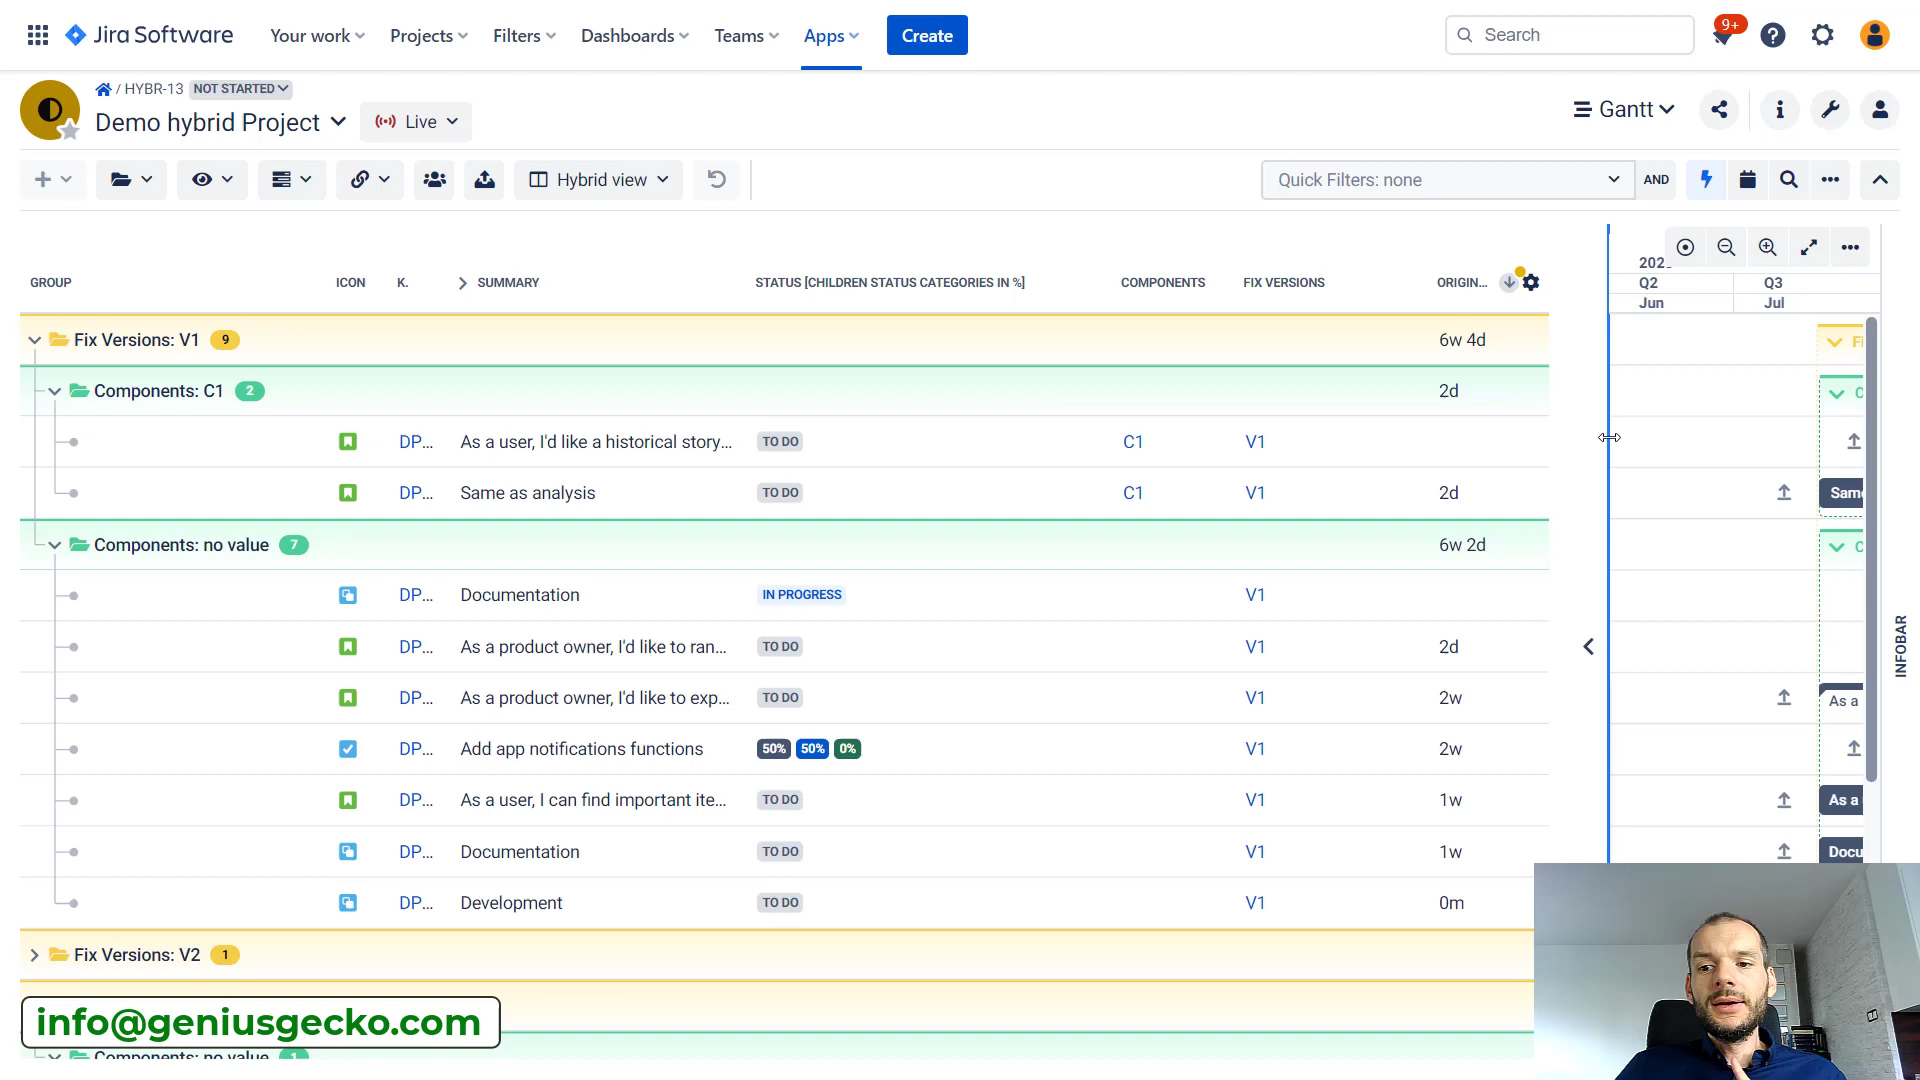 Jira Software Your work Projects Filters Dashboards Teams Apps Create Search 9+
/ HYBR-13 NOT STARTED
Demo hybrid Project Live Gantt
Hybrid view Quick Filters: none AND
GROUP ICON K. SUMMARY STATUS [CHILDREN STATUS CATEGORIES IN %] COMPONENTS FIX VERSIONS ORIGIN...
Q2 Q3
Jun Jul
Fix Versions: V1 9 6w 4d
Components: C1 2 2d
DP... As a user, I'd like a historical story... TO DO C1 V1
DP... Same as analysis TO DO C1 V1 2d
Components: no value 7 6w 2d
DP... Documentation IN PROGRESS V1
DP... As a product owner, I'd like to ran... TO DO V1 2d
DP... As a product owner, I'd like to exp... TO DO V1 2w As a
DP... Add app notifications functions 50% 50% 0% V1 2w
DP... As a user, I can find important ite... TO DO V1 1w As a
DP... Documentation TO DO V1 1w Docu
DP... Development TO DO V1 0m
INFOBAR
Fix Versions: V2 1
info@geniusgecko.com
Components: no value 1